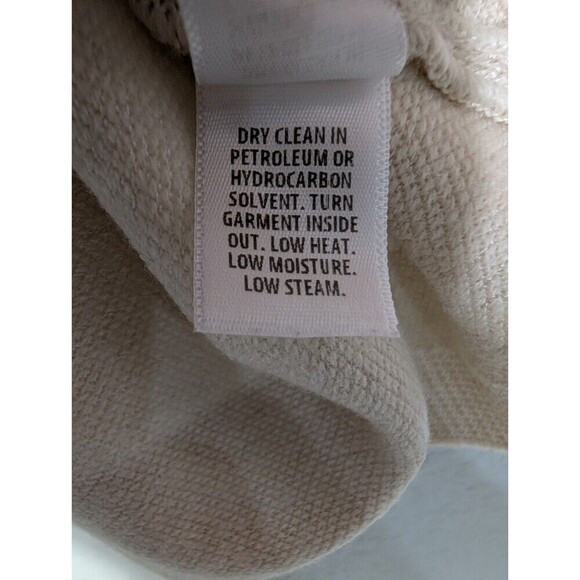 DRY CLEAN IN
PETROLEUM OR
HYDROCARBON
SOLVENT. TURN
GARMENT INSIDE
OUT. LOW HEAT.
LOW MOISTURE.
LOW STEAM.